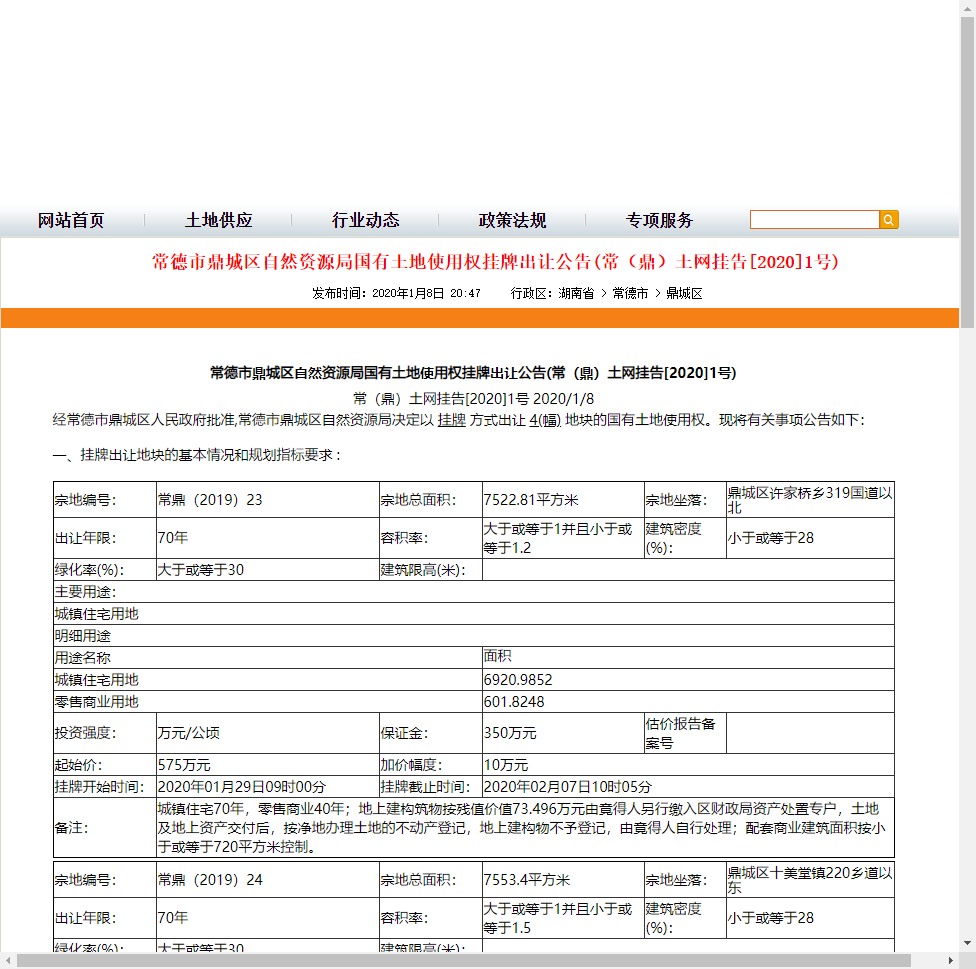 网站首页 土地供应 行业动态 政策法规 专项服务
常德市鼎城区自然资源局国有土地使用权挂牌出让公告(常（鼎）土网挂告[2020]1号)
发布时间：2020年1月8日 20:47 行政区：湖南省 > 常德市 > 鼎城区
常德市鼎城区自然资源局国有土地使用权挂牌出让公告(常（鼎）土网挂告[2020]1号)
常（鼎）土网挂告[2020]1号 2020/1/8
经常德市鼎城区人民政府批准,常德市鼎城区自然资源局决定以 挂牌 方式出让 4(幅) 地块的国有土地使用权。现将有关事项公告如下：
一、挂牌出让地块的基本情况和规划指标要求：
宗地编号： 常鼎（2019）23 宗地总面积： 7522.81平方米 宗地坐落： 鼎城区许家桥乡319国道以
北
出让年限： 70年 容积率： 大于或等于1并且小于或
等于1.2 建筑密度
(%)： 小于或等于28
绿化率(%)： 大于或等于30 建筑限高(米)：
主要用途：
城镇住宅用地
明细用途
用途名称 面积
城镇住宅用地 6920.9852
零售商业用地 601.8248
投资强度： 万元/公顷 保证金： 350万元 估价报告备
案号
起始价： 575万元 加价幅度： 10万元
挂牌开始时间： 2020年01月29日09时00分 挂牌截止时间： 2020年02月07日10时05分
备注： 城镇住宅70年，零售商业40年；地上建构筑物按残值价值73.496万元由竟得人另行缴入区财政局资产处置专户，土地
及地上资产交付后，按净地办理土地的不动产登记，地上建构物不予登记，由竟得人自行处理；配套商业建筑面积按小
于或等于720平方米控制。
宗地编号： 常鼎（2019）24 宗地总面积： 7553.4平方米 宗地坐落： 鼎城区十美堂镇220乡道以
东
出让年限： 70年 容积率： 大于或等于1并且小于或
等于1.5 建筑密度
(%)： 小于或等于28
绿化率(%)： 大于或等于30 建筑限高(米)：